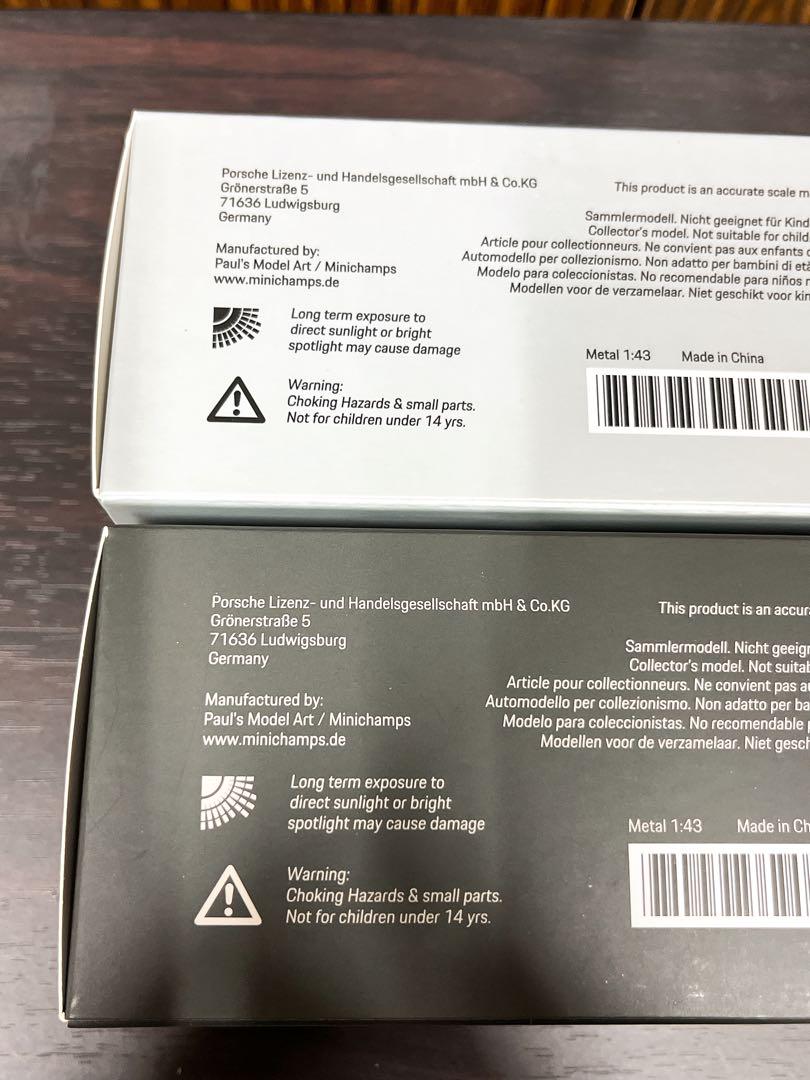 Porsche Lizenz- und Handelsgesellschaft mbH & Co.KG
Grönerstraße 5
71636 Ludwigsburg
Germany
Manufactured by:
Paul's Model Art / Minichamps
www.minichamps.de
Long term exposure to
direct sunlight or bright
spotlight may cause damage
Warning:
Choking Hazards & small parts.
Not for children under 14 yrs.
This product is an accurate scale
Sammlermodell. Nicht geeignet für
Collector's model. Not suitable for
Article pour collectionneurs. Ne convient pas aux enfants
Automodello per collezionismo. Non adatto per bambini di
Modelo para coleccionistas. No recomendable para niños
Modellen voor de verzamelaar. Niet geschikt voor
Metal 1:43 Made in China
Porsche Lizenz- und Handelsgesellschaft mbH & Co.KG
Grönerstraße 5
71636 Ludwigsburg
Germany
Manufactured by:
Paul's Model Art / Minichamps
www.minichamps.de
Long term exposure to
direct sunlight or bright
spotlight may cause damage
Warning:
Choking Hazards & small parts.
Not for children under 14 yrs.
This product is an
Sammlermodell. Nicht
Collector's model. Not
Article pour collectionneurs. Ne convient pas
Automodello per collezionismo. Non adatto per
Modelo para coleccionistas. No recomendable
Modellen voor de verzamelaar. Niet
Metal 1:43 Made in